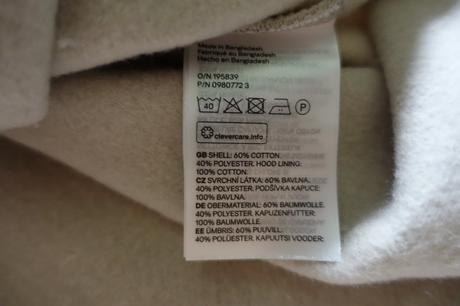 Made in Bangladesh
Fabriqué au Bangladesh
Hecho en Bangladesh
O/N 195839
P/N 0980772 3
40 P
clevercare.info
GB SHELL: 60% COTTON.
40% POLYESTER. HOOD LINING:
100% COTTON.
CZ SVRCHNÍ LÁTKA: 60% BAVLNA.
40% POLYESTER. PODŠÍVKA KAPUCE:
100% BAVLNA.
DE OBERMATERIAL: 60% BAUMWOLLE.
40% POLYESTER. KAPUZENFUTTER:
100% BAUMWOLLE.
EE ÜMBRIS: 60% PUUVILL.
40% POLÜESTER. KAPUUTSI VOODER: